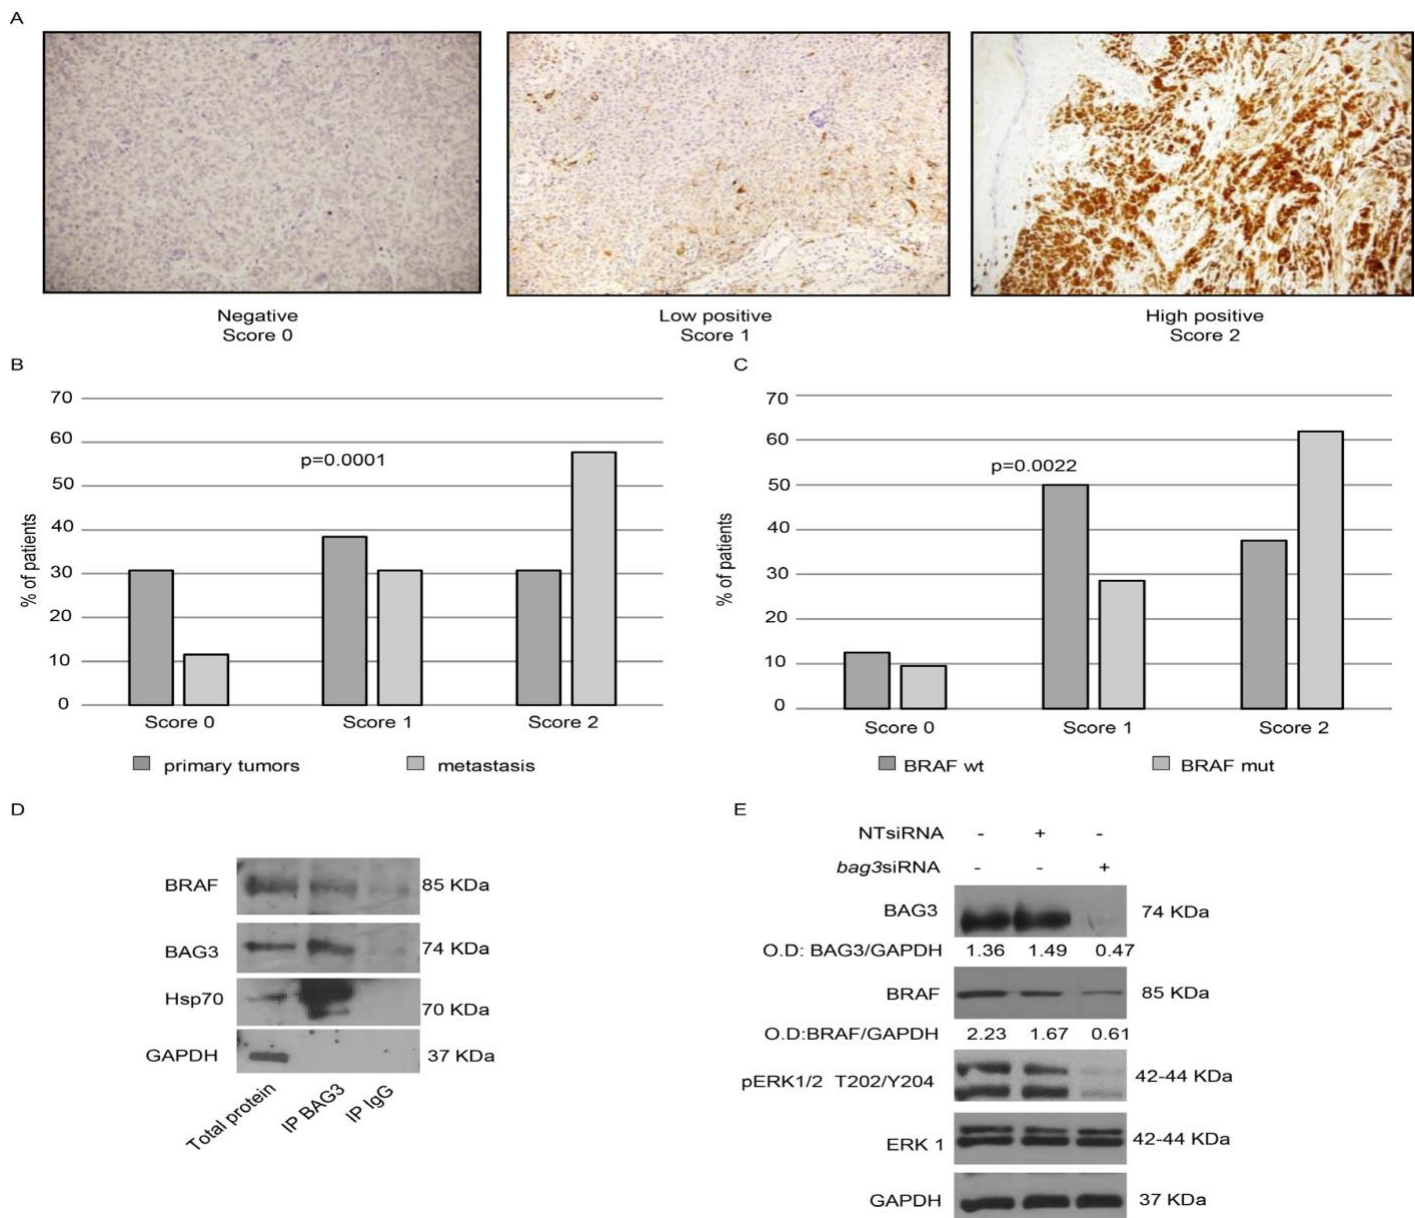 A
Negative
Score 0
Low positive
Score 1
High positive
Score 2
B
70
60
50
40
30
20
10
0
% of patients
p=0.0001
Score 0
Score 1
Score 2
primary tumors
metastasis
C
70
60
50
40
30
20
10
0
% of patients
p=0.0022
Score 0
Score 1
Score 2
BRAF wt
BRAF mut
D
BRAF
85 KDa
BAG3
74 KDa
Hsp70
70 KDa
GAPDH
37 KDa
Total protein
IP BAG3
IP IgG
E
NTsiRNA - + -
bag3siRNA - - +
BAG3
74 KDa
O.D: BAG3/GAPDH 1.36 1.49 0.47
BRAF
85 KDa
O.D:BRAF/GAPDH 2.23 1.67 0.61
pERK1/2 T202/Y204
42-44 KDa
ERK 1
42-44 KDa
GAPDH
37 KDa